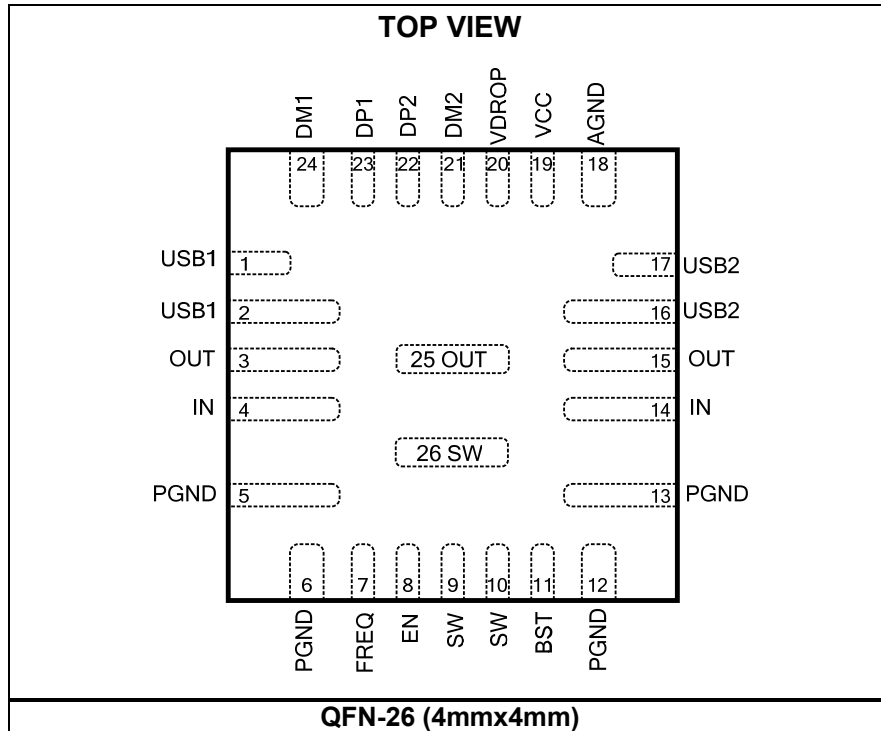 TOP VIEW
DM1
DP1
DP2
DM2
VDROP
VCC
AGND
24
23
22
21
20
19
18
USB1
1
17
USB2
USB1
2
16
USB2
OUT
3
25 OUT
15
OUT
IN
4
14
IN
26 SW
PGND
5
13
PGND
6
7
8
9
10
11
12
PGND
FREQ
EN
SW
SW
BST
PGND
QFN-26 (4mmx4mm)